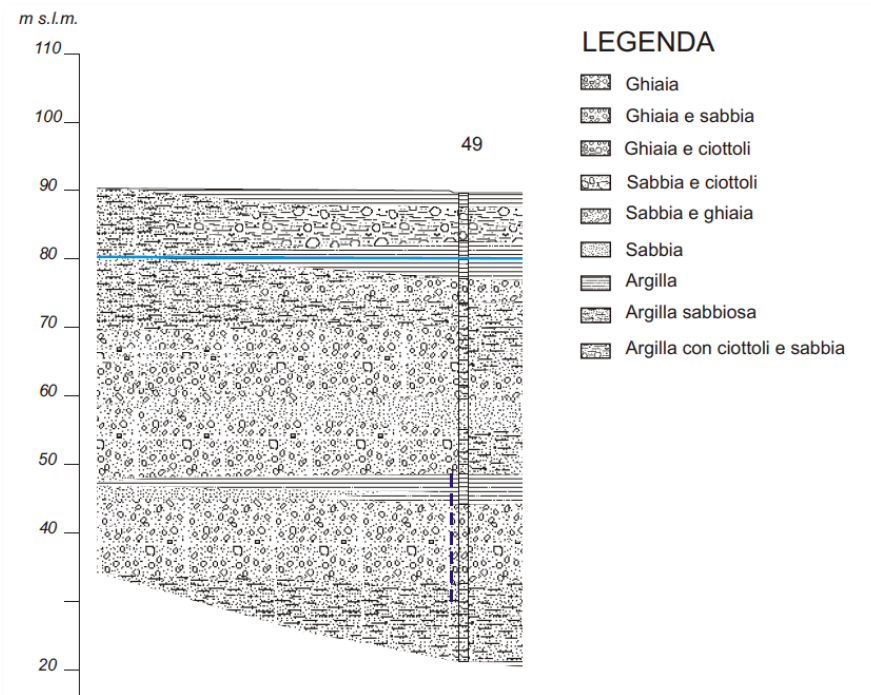 m s.l.m.
110
100
90
80
70
60
50
40
20
49
LEGENDA
Ghiaia
Ghiaia e sabbia
Ghiaia e ciottoli
Sabbia e ciottoli
Sabbia e ghiaia
Sabbia
Argilla
Argilla sabbiosa
Argilla con ciottoli e sabbia